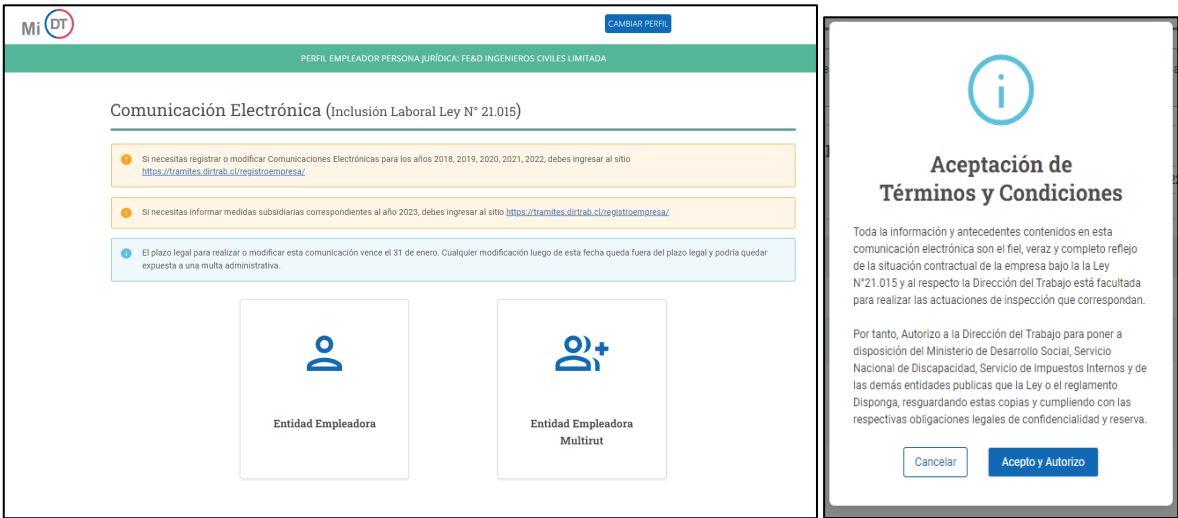 Mi DT
CAMBIAR PERFIL
PERFIL EMPLEADOR PERSONA JURÍDICA: FE&D INGENIEROS CIVILES LIMITADA
Comunicación Electrónica (Inclusión Laboral Ley N° 21.015)
Si necesitas registrar o modificar Comunicaciones Electrónicas para los años 2018, 2019, 2020, 2021, 2022, debes ingresar al sitio
https://tramites.dirtrab.cl/registroempresa/
Si necesitas informar medidas subsidiarias correspondientes al año 2023, debes ingresar al sitio https://tramites.dirtrab.cl/registroempresa/
El plazo legal para realizar o modificar esta comunicación vence el 31 de enero. Cualquier modificación luego de esta fecha queda fuera del plazo legal y podría quedar
expuesta a una multa administrativa.
Entidad Empleadora
Entidad Empleadora
Multirut
Aceptación de
Términos y Condiciones
Toda la información y antecedentes contenidos en esta
comunicación electrónica son el fiel, veraz y completo reflejo
de la situación contractual de la empresa bajo la la Ley
N°21.015 y al respecto la Dirección del Trabajo está facultada
para realizar las actuaciones de inspección que correspondan.
Por tanto, Autorizo a la Dirección del Trabajo para poner a
disposición del Ministerio de Desarrollo Social, Servicio
Nacional de Discapacidad, Servicio de Impuestos Internos y de
las demás entidades publicas que la Ley o el reglamento
Disponga, resguardando estas copias y cumpliendo con las
respectivas obligaciones legales de confidencialidad y reserva.
Cancelar
Acepto y Autorizo